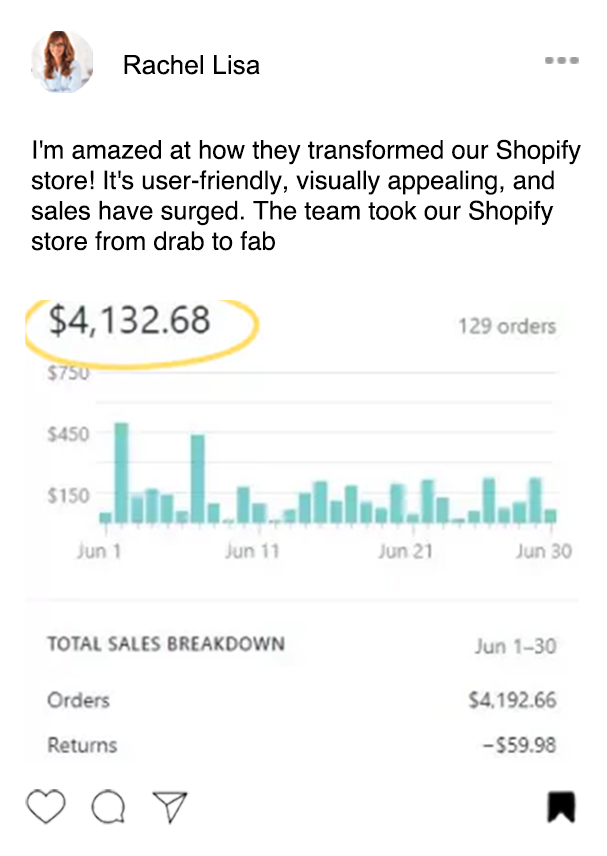 Rachel Lisa
I'm amazed at how they transformed our Shopify
store! It's user-friendly, visually appealing, and
sales have surged. The team took our Shopify
store from drab to fab
$4,132.68
129 orders
$750
$450
$150
Jun 1
Jun 11
Jun 21
Jun 30
TOTAL SALES BREAKDOWN
Jun 1–30
Orders
$4,192.66
Returns
–$59.98